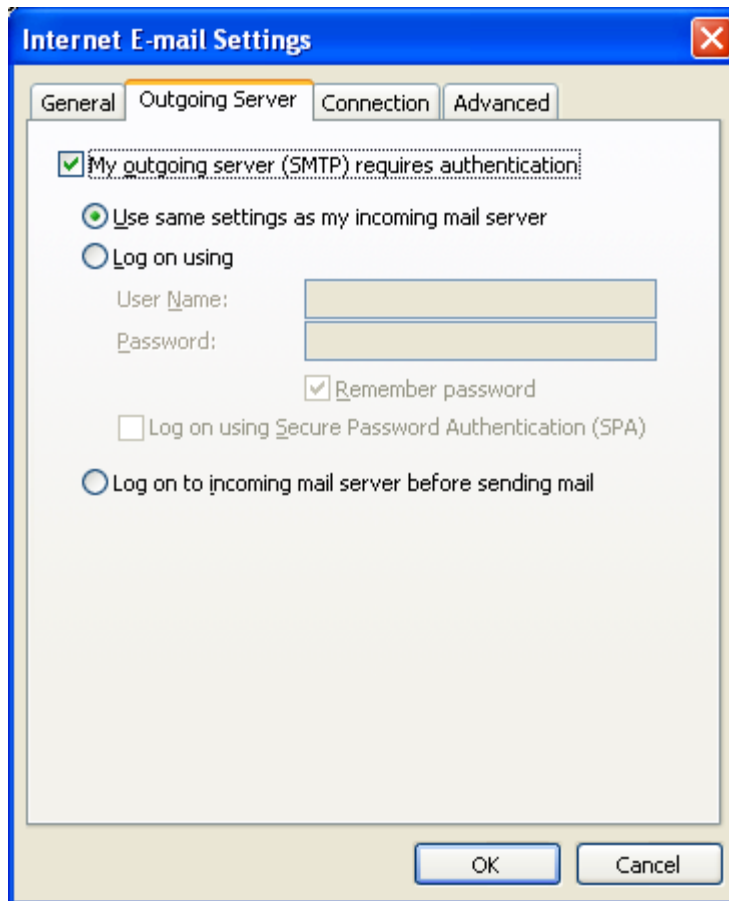 Internet E-mail Settings
General Outgoing Server Connection Advanced
My outgoing server (SMTP) requires authentication
Use same settings as my incoming mail server
Log on using
User Name:
Password:
Remember password
Log on using Secure Password Authentication (SPA)
Log on to incoming mail server before sending mail
OK Cancel